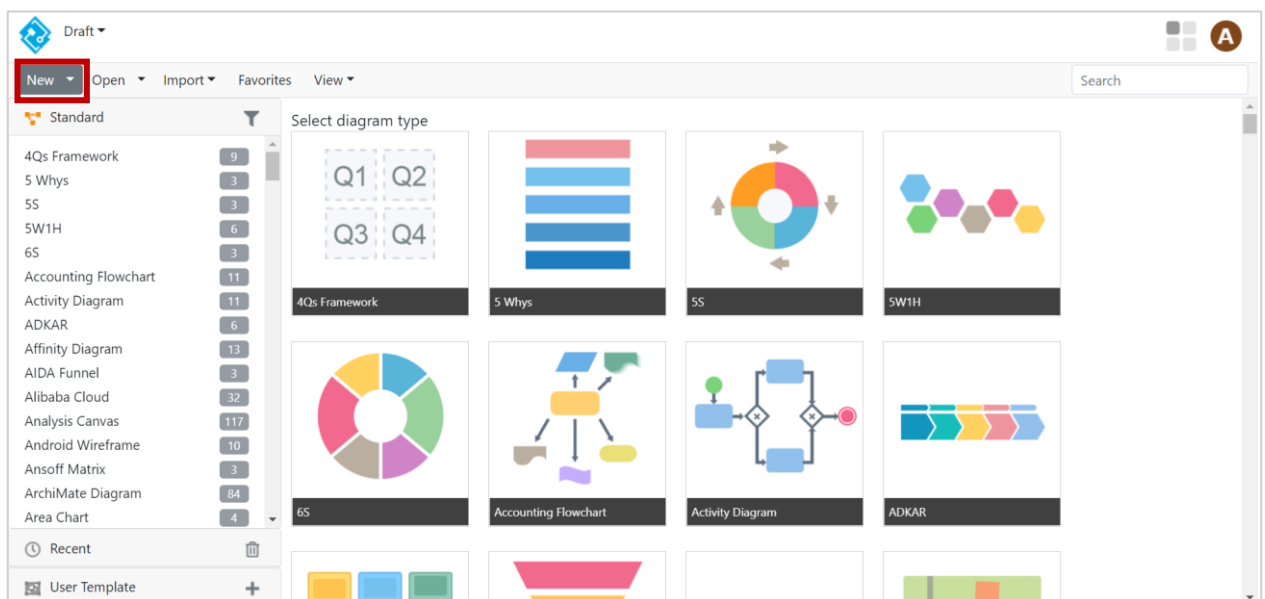 Draft
A
New Open Import Favorites View Search
Standard
Select diagram type
4Qs Framework 9
5 Whys 3
5S 3
5W1H 6
6S 3
Accounting Flowchart 11
Activity Diagram 11
ADKAR 6
Affinity Diagram 13
AIDA Funnel 3
Alibaba Cloud 32
Analysis Canvas 117
Android Wireframe 10
Ansoff Matrix 3
ArchiMate Diagram 84
Area Chart 4
Recent
User Template
Q1 Q2
Q3 Q4
4Qs Framework
5 Whys
5S
5W1H
6S
Accounting Flowchart
Activity Diagram
ADKAR